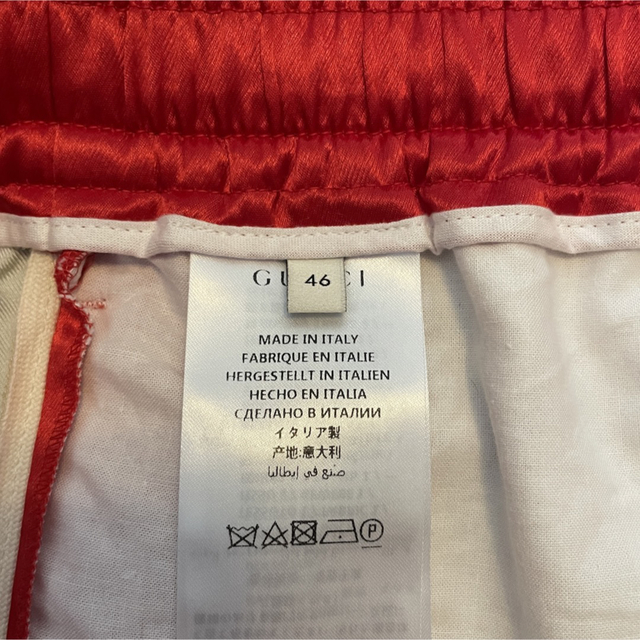 GUCCI
46
MADE IN ITALY
FABRIQUE EN ITALIE
HERGESTELLT IN ITALIEN
HECHO EN ITALIA
СДЕЛАНО В ИТАЛИИ
イタリア製
产地:意大利
صنع في إيطاليا
P